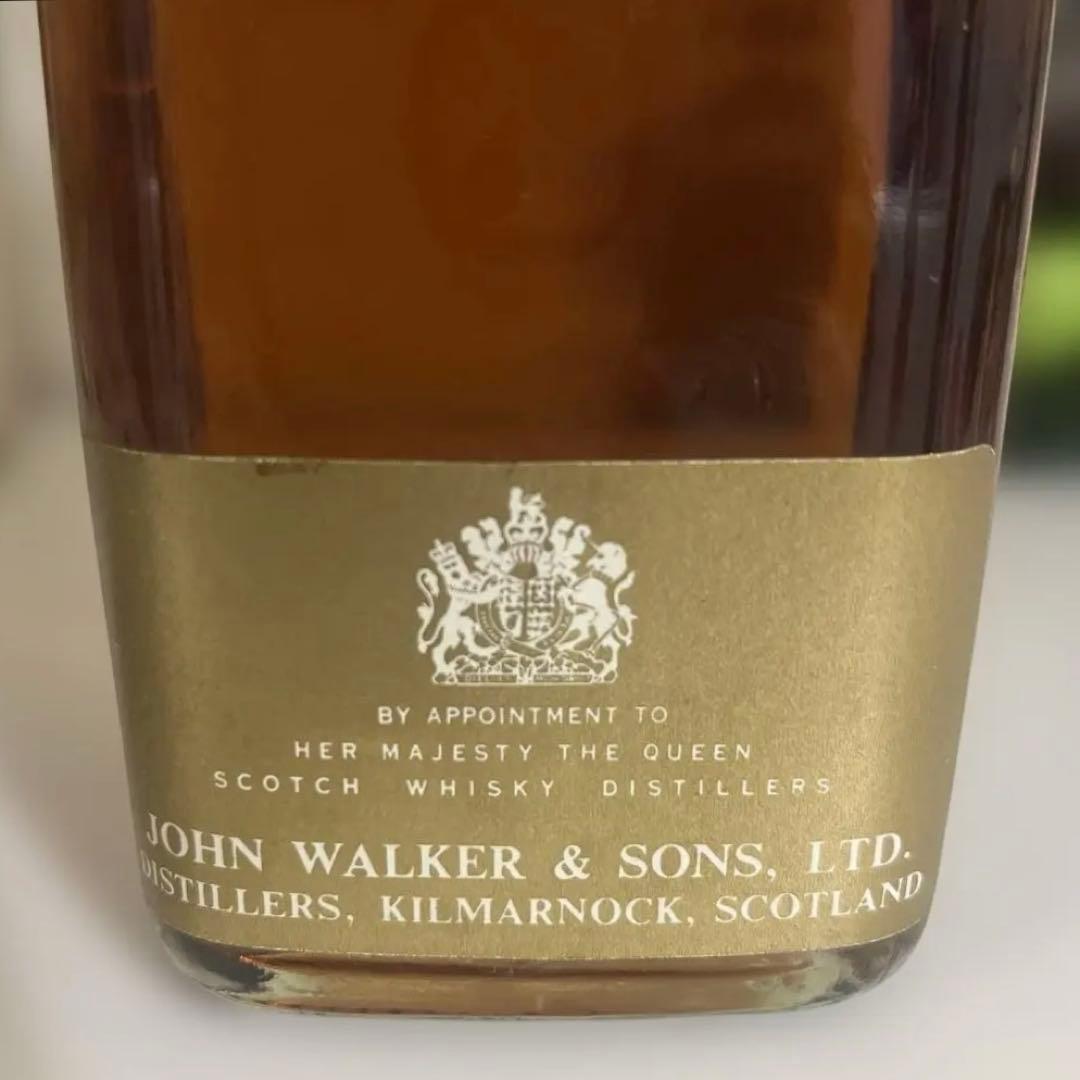 BY APPOINTMENT TO
HER MAJESTY THE QUEEN
SCOTCH WHISKY DISTILLERS
JOHN WALKER & SONS, LTD.
DISTILLERS, KILMARNOCK, SCOTLAND